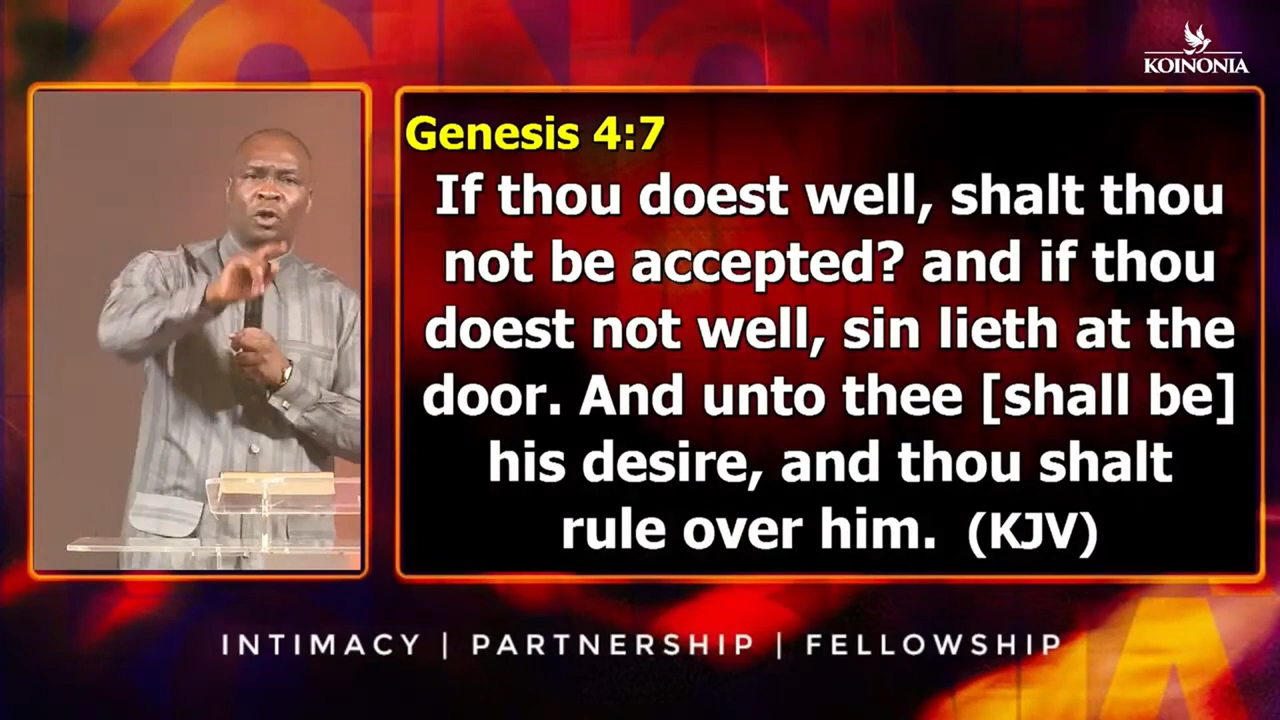 KOINONIA
Genesis 4:7
If thou doest well, shalt thou
not be accepted? and if thou
doest not well, sin lieth at the
door. And unto thee [shall be]
his desire, and thou shalt
rule over him. (KJV)
INTIMACY | PARTNERSHIP | FELLOWSHIP